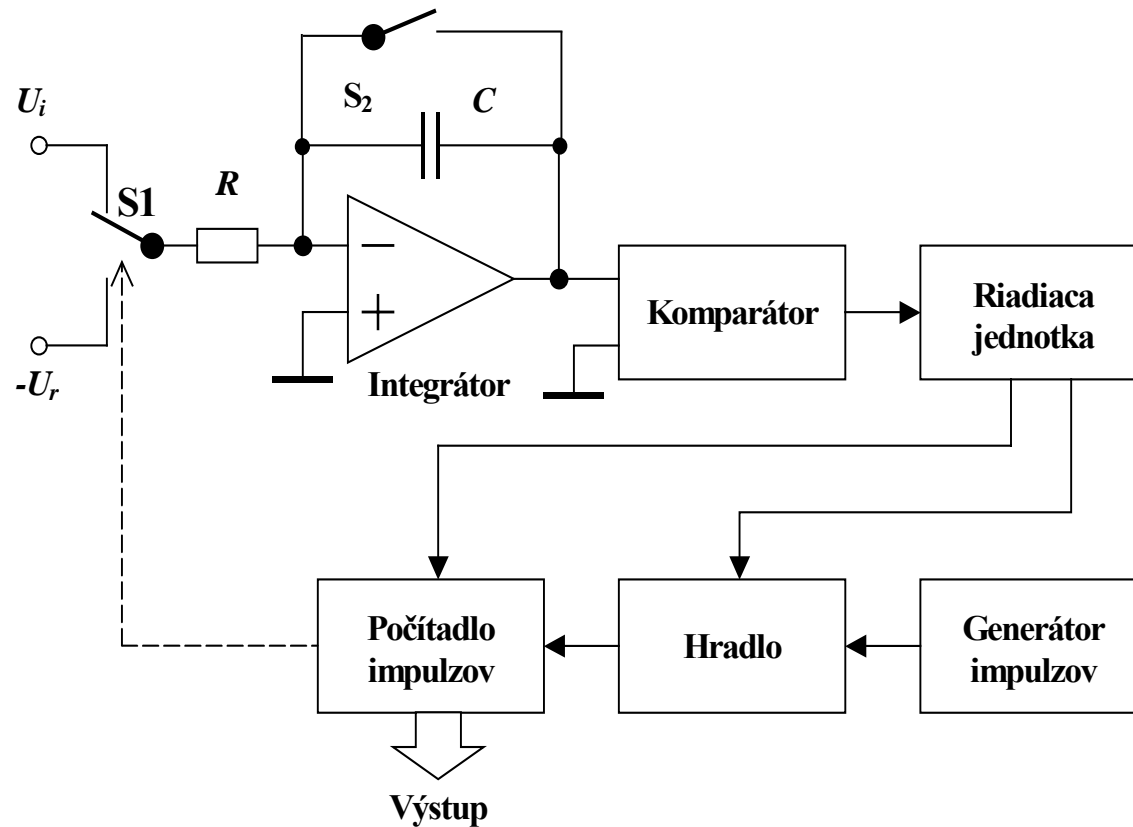 S₂
C
Uᵢ
R
S1
−
+
-Uᵣ
Integrátor
Komparátor
Riadiaca
jednotka
Počítadlo
impulzov
Hradlo
Generátor
impulzov
Výstup